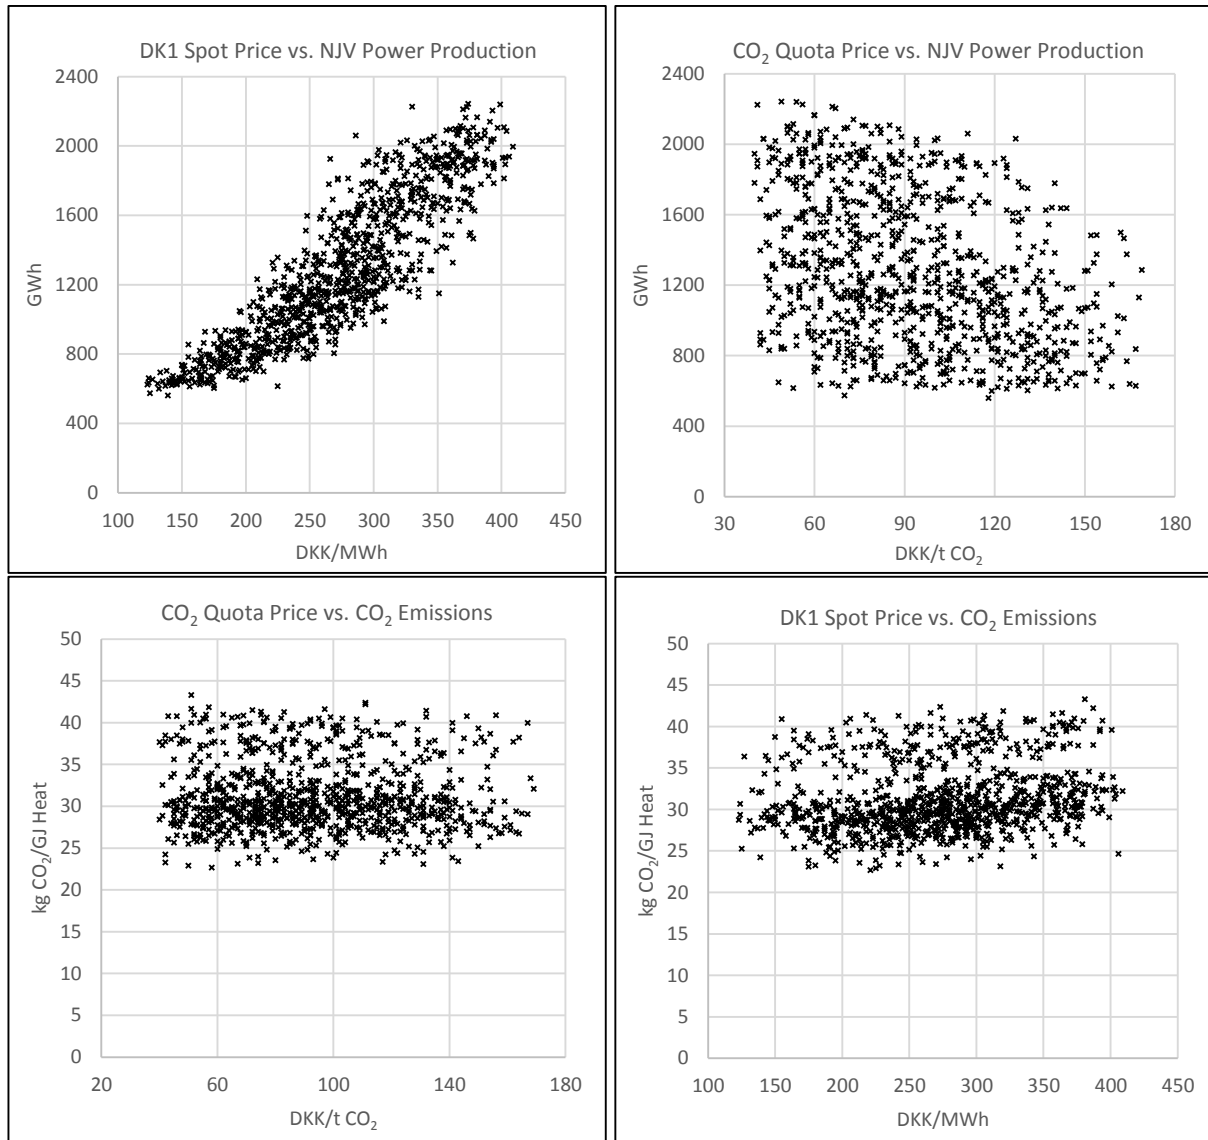 DK1 Spot Price vs. NJV Power Production
2400
2000
1600
1200
800
400
0
GWh
100 150 200 250 300 350 400 450
DKK/MWh
CO₂ Quota Price vs. NJV Power Production
2400
2000
1600
1200
800
400
0
GWh
30 60 90 120 150 180
DKK/t CO₂
CO₂ Quota Price vs. CO₂ Emissions
50
45
40
35
30
25
20
15
10
5
0
kg CO₂/GJ Heat
20 60 100 140 180
DKK/t CO₂
DK1 Spot Price vs. CO₂ Emissions
50
45
40
35
30
25
20
15
10
5
0
kg CO₂/GJ Heat
100 150 200 250 300 350 400 450
DKK/MWh